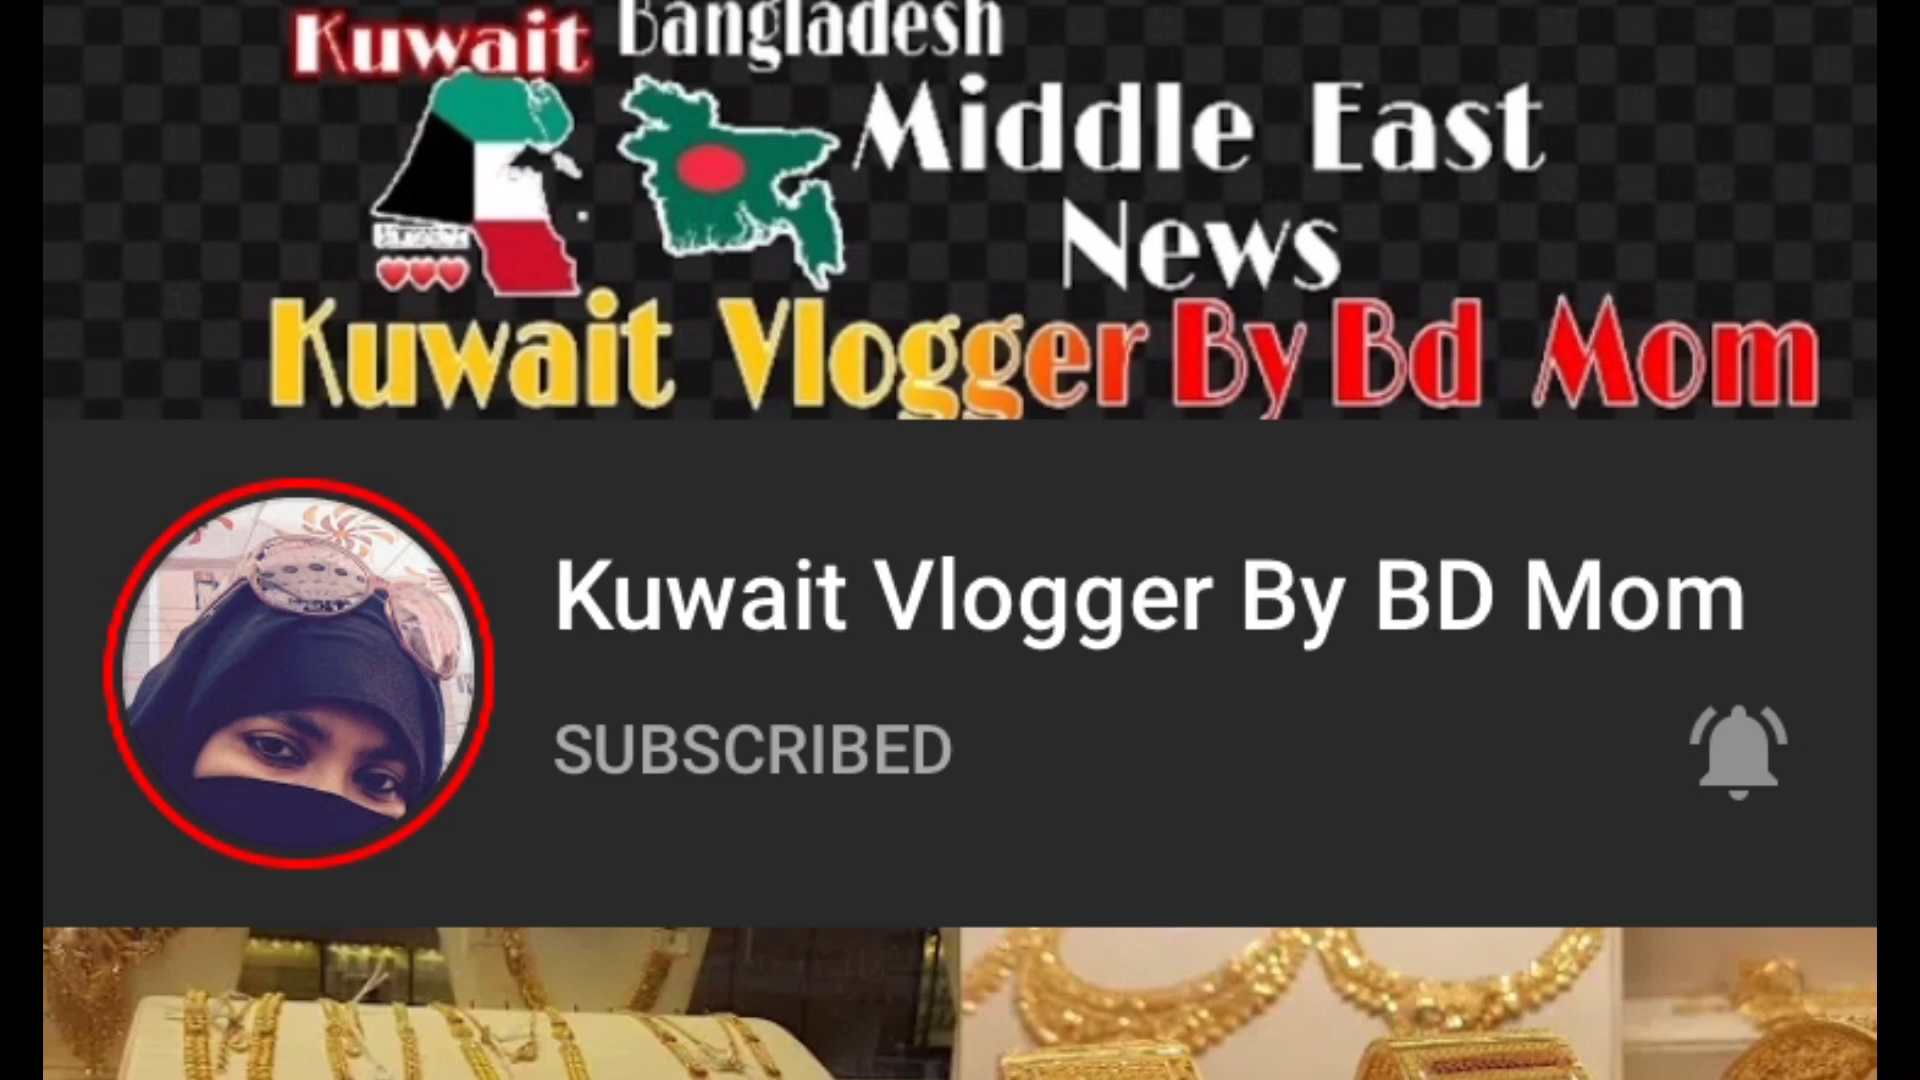 Kuwait Bangladesh
Middle East
News
Kuwait Vlogger By Bd Mom
Kuwait Vlogger By BD Mom
SUBSCRIBED